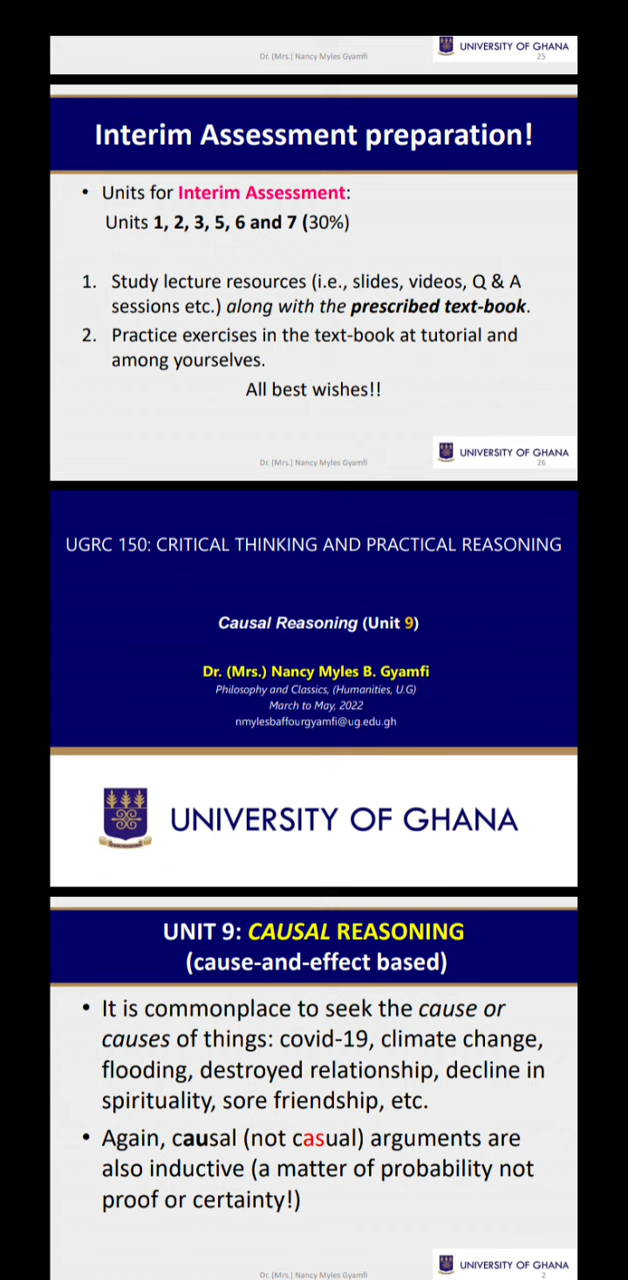 Dr. (Mrs.) Nancy Myles Gyamfi
UNIVERSITY OF GHANA
25
Interim Assessment preparation!
• Units for Interim Assessment:
Units 1, 2, 3, 5, 6 and 7 (30%)
1. Study lecture resources (i.e., slides, videos, Q & A
sessions etc.) along with the prescribed text-book.
2. Practice exercises in the text-book at tutorial and
among yourselves.
All best wishes!!
Dr. (Mrs.) Nancy Myles Gyamfi
UNIVERSITY OF GHANA
26
UGRC 150: CRITICAL THINKING AND PRACTICAL REASONING
Causal Reasoning (Unit 9)
Dr. (Mrs.) Nancy Myles B. Gyamfi
Philosophy and Classics, (Humanities, U.G)
March to May, 2022
nmylesbaffourgyamfi@ug.edu.gh
UNIVERSITY OF GHANA
UNIT 9: CAUSAL REASONING
(cause-and-effect based)
• It is commonplace to seek the cause or
causes of things: covid-19, climate change,
flooding, destroyed relationship, decline in
spirituality, sore friendship, etc.
• Again, causal (not casual) arguments are
also inductive (a matter of probability not
proof or certainty!)
Dr. (Mrs.) Nancy Myles Gyamfi
UNIVERSITY OF GHANA
2